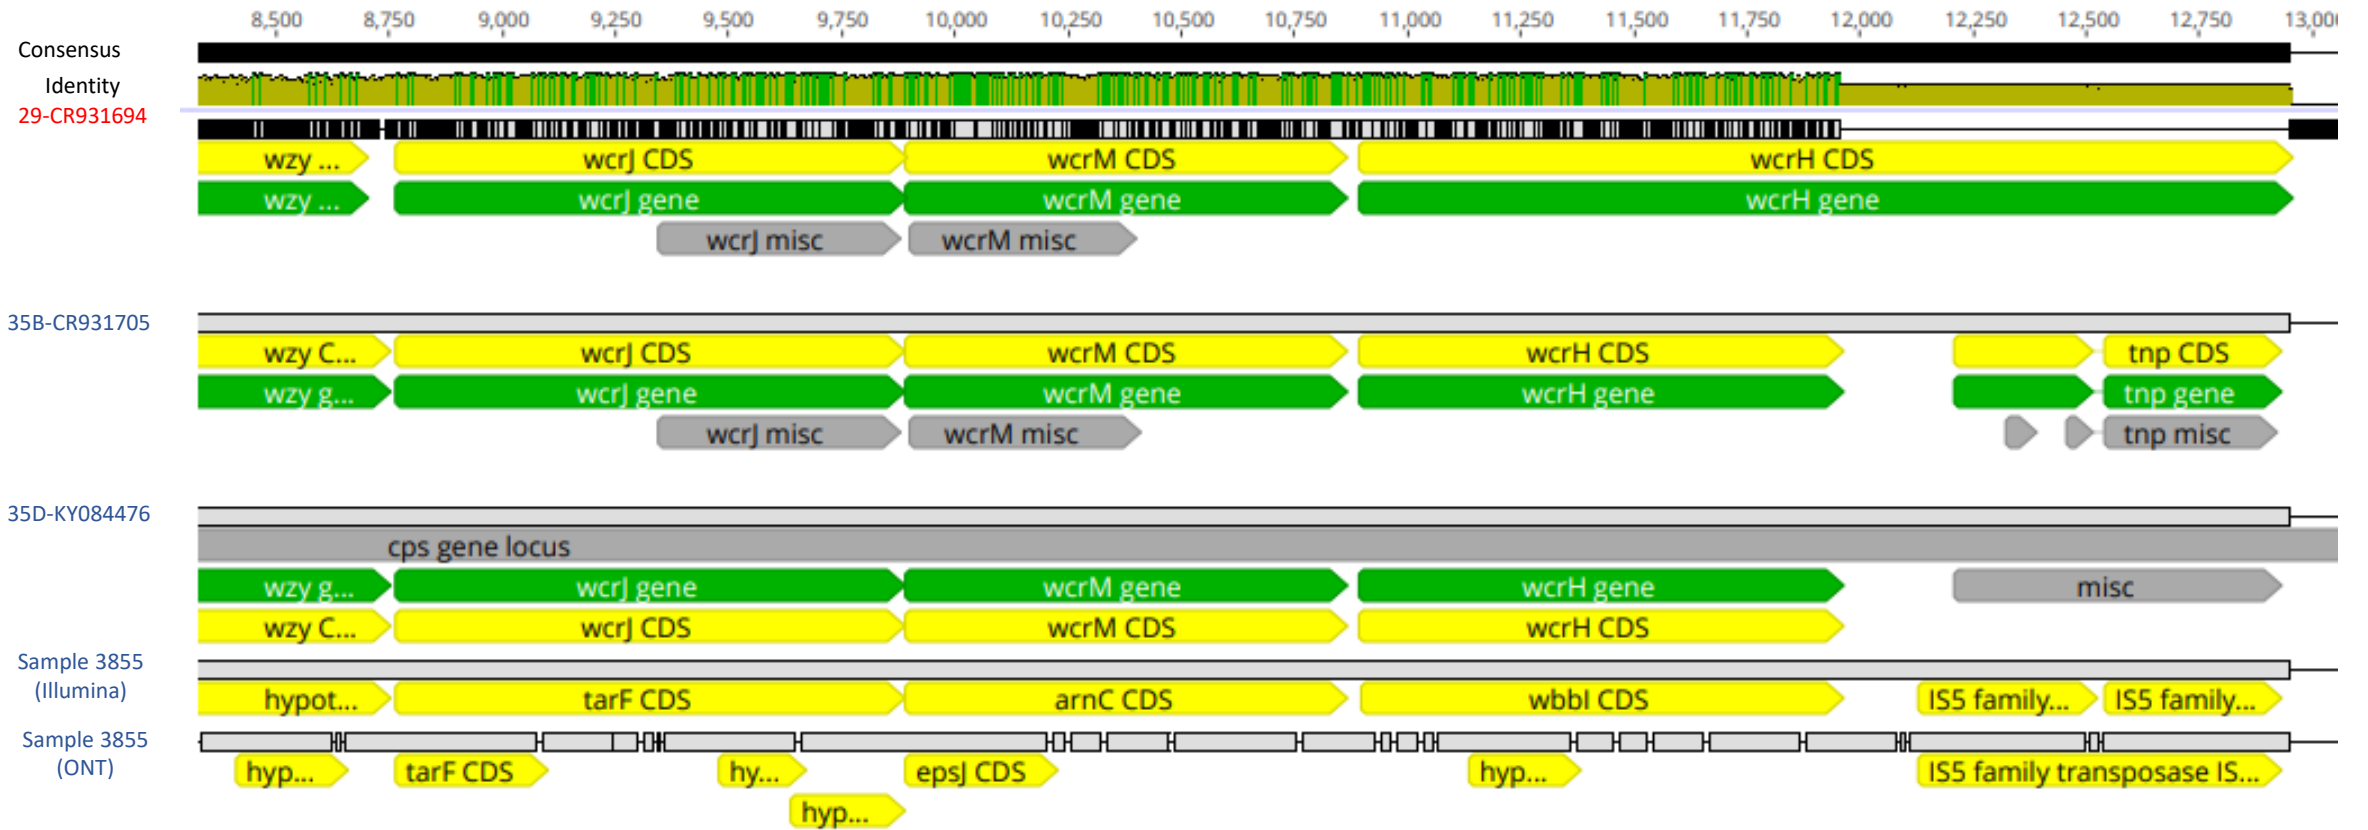 8,500 8,750 9,000 9,250 9,500 9,750 10,000 10,250 10,500 10,750 11,000 11,250 11,500 11,750 12,000 12,250 12,500 12,750 13,000
Consensus
Identity
29-CR931694
wzy ... wcrJ CDS wcrM CDS wcrH CDS
wzy ... wcrJ gene wcrM gene wcrH gene
wcrJ misc wcrM misc
35B-CR931705
wzy C... wcrJ CDS wcrM CDS wcrH CDS tnp CDS
wzy g... wcrJ gene wcrM gene wcrH gene tnp gene
wcrJ misc wcrM misc tnp misc
35D-KY084476
cps gene locus
wzy g... wcrJ gene wcrM gene wcrH gene misc
wzy C... wcrJ CDS wcrM CDS wcrH CDS
Sample 3855
(Illumina)
hypot... tarF CDS arnC CDS wbbI CDS IS5 family... IS5 family...
Sample 3855
(ONT)
hyp... tarF CDS hy... epsJ CDS hyp... IS5 family transposase IS...
hyp...